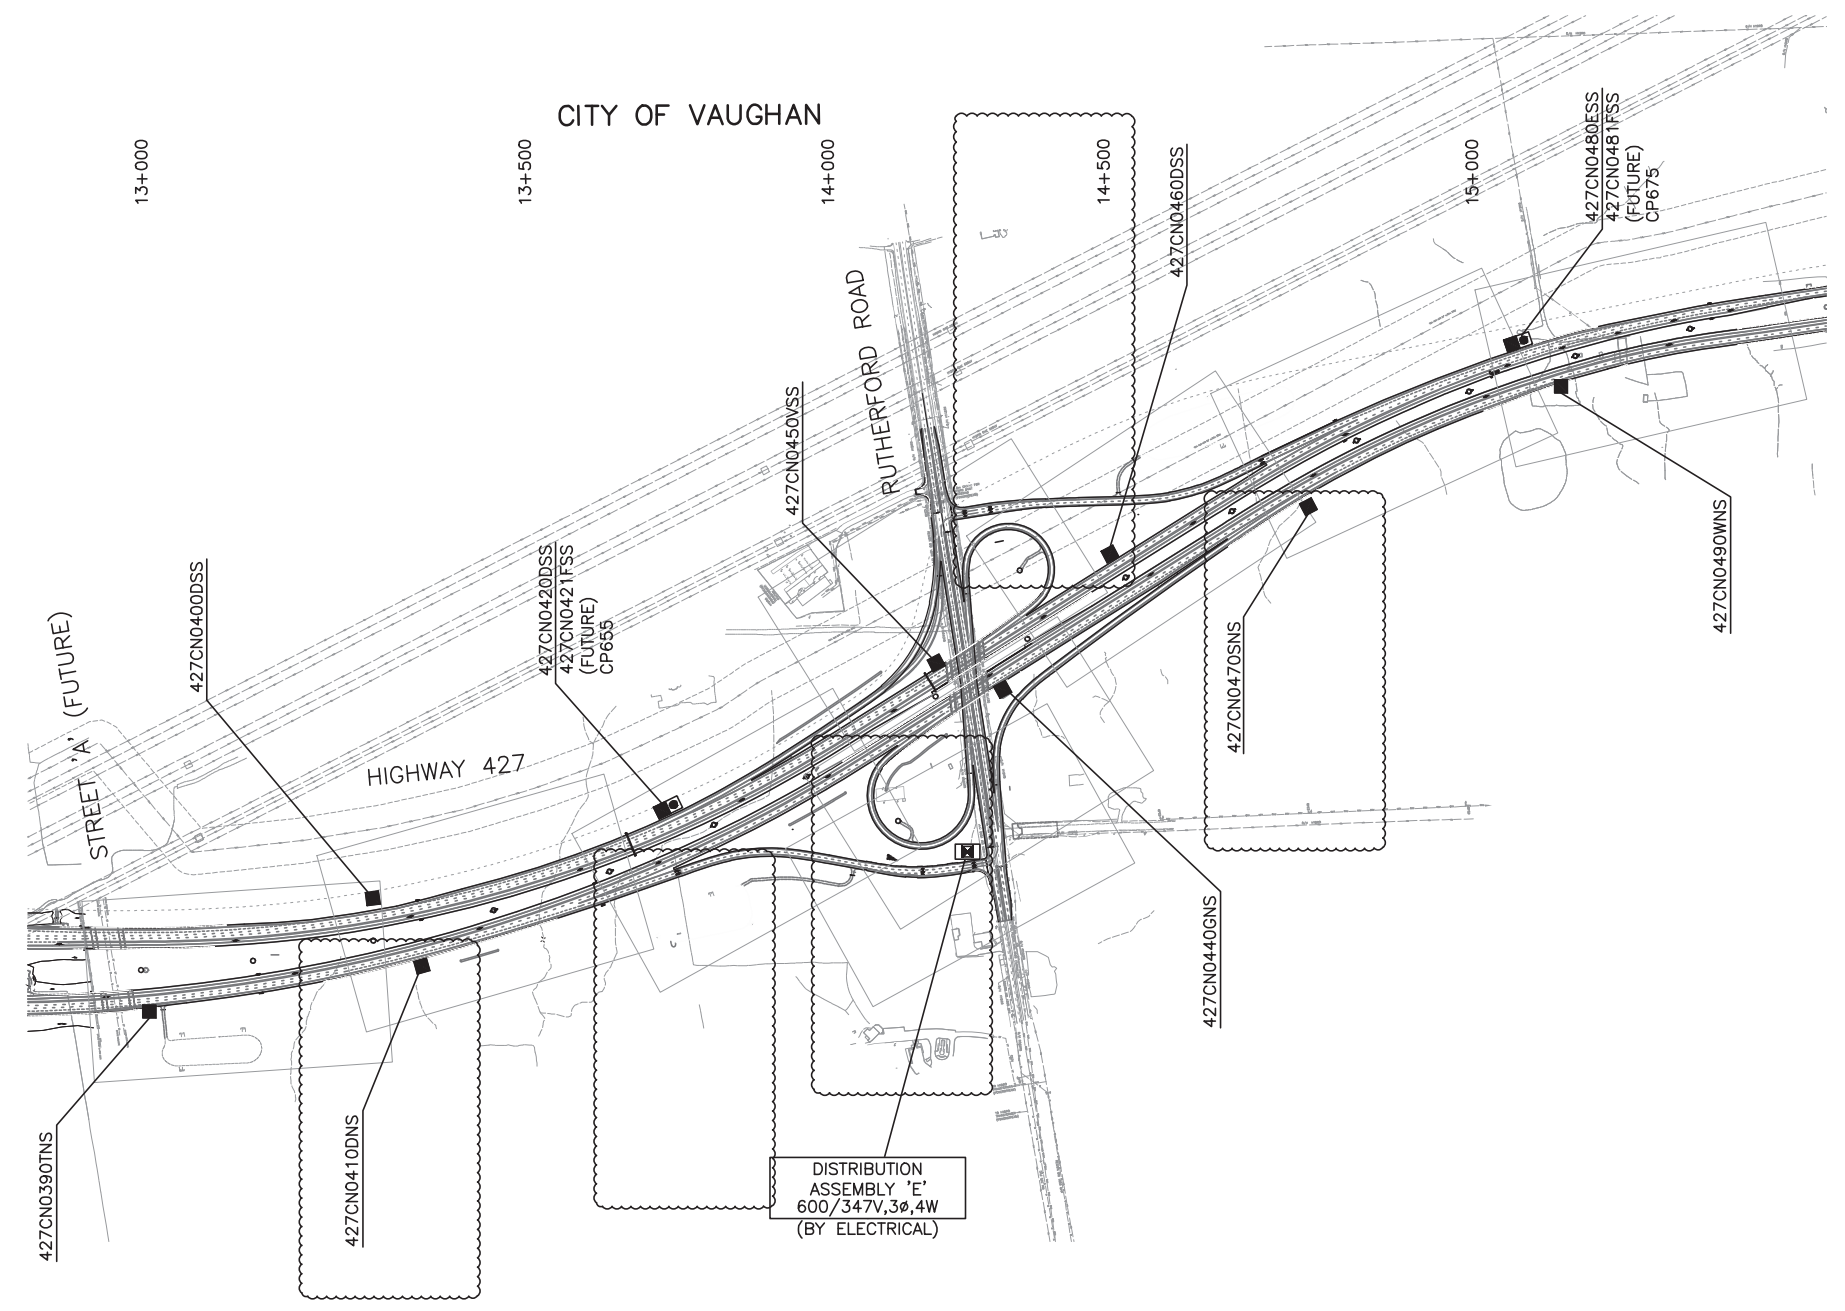 CITY OF VAUGHAN
13+000
13+500
14+000
14+500
15+000
427CN0480ESS
427CN0481FSS
(FUTURE)
CP675
427CN0460DSS
RUTHERFORD ROAD
427CN0450VSS
427CN0400DSS
427CN0420DSS
427CN0421FSS
(FUTURE)
CP655
STREET 'A' (FUTURE)
HIGHWAY 427
427CN0490WNS
427CN0470SNS
427CN0440GNS
427CN0390TNS
427CN0410DNS
DISTRIBUTION
ASSEMBLY 'E'
600/347V,3ø,4W
(BY ELECTRICAL)